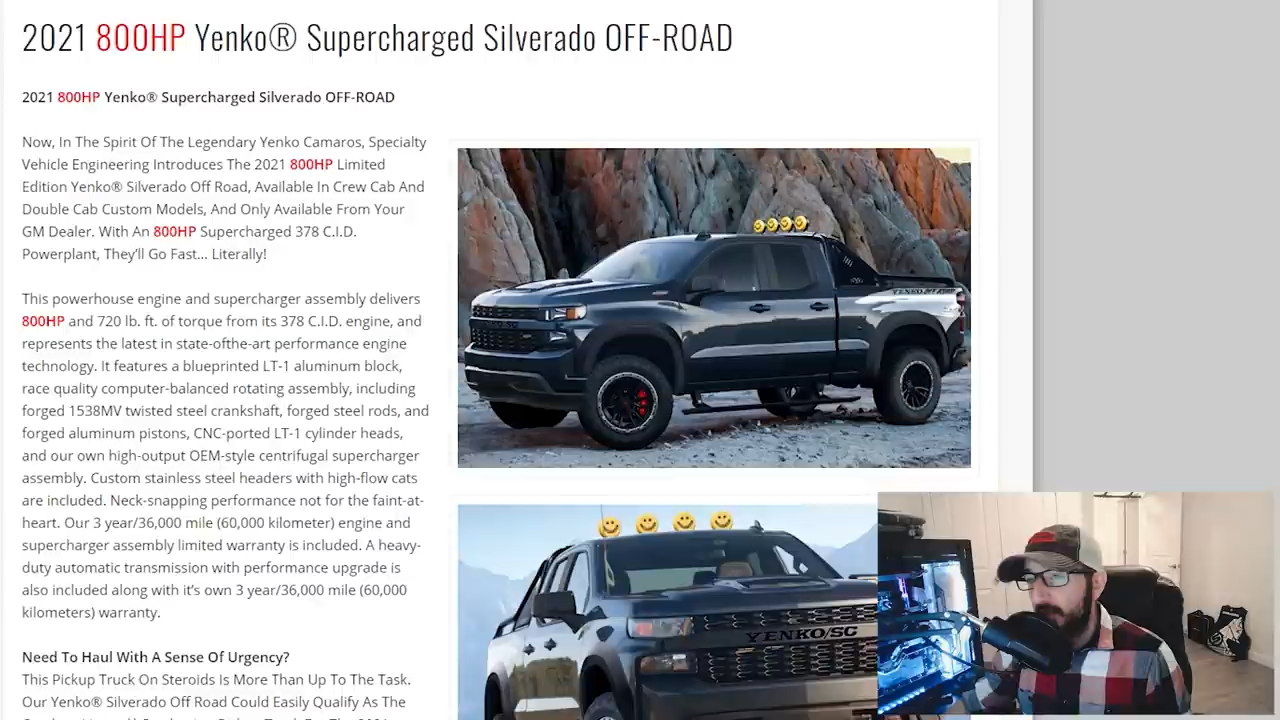 2021 800HP Yenko® Supercharged Silverado OFF-ROAD
2021 800HP Yenko® Supercharged Silverado OFF-ROAD
Now, In The Spirit Of The Legendary Yenko Camaros, Specialty
Vehicle Engineering Introduces The 2021 800HP Limited
Edition Yenko® Silverado Off Road, Available In Crew Cab And
Double Cab Custom Models, And Only Available From Your
GM Dealer. With An 800HP Supercharged 378 C.I.D.
Powerplant, They'll Go Fast... Literally!
This powerhouse engine and supercharger assembly delivers
800HP and 720 lb. ft. of torque from its 378 C.I.D. engine, and
represents the latest in state-ofthe-art performance engine
technology. It features a blueprinted LT-1 aluminum block,
race quality computer-balanced rotating assembly, including
forged 1538MV twisted steel crankshaft, forged steel rods, and
forged aluminum pistons, CNC-ported LT-1 cylinder heads,
and our own high-output OEM-style centrifugal supercharger
assembly. Custom stainless steel headers with high-flow cats
are included. Neck-snapping performance not for the faint-at-
heart. Our 3 year/36,000 mile (60,000 kilometer) engine and
supercharger assembly limited warranty is included. A heavy-
duty automatic transmission with performance upgrade is
also included along with it's own 3 year/36,000 mile (60,000
kilometers) warranty.
Need To Haul With A Sense Of Urgency?
This Pickup Truck On Steroids Is More Than Up To The Task.
Our Yenko® Silverado Off Road Could Easily Qualify As The
YENKO/SC